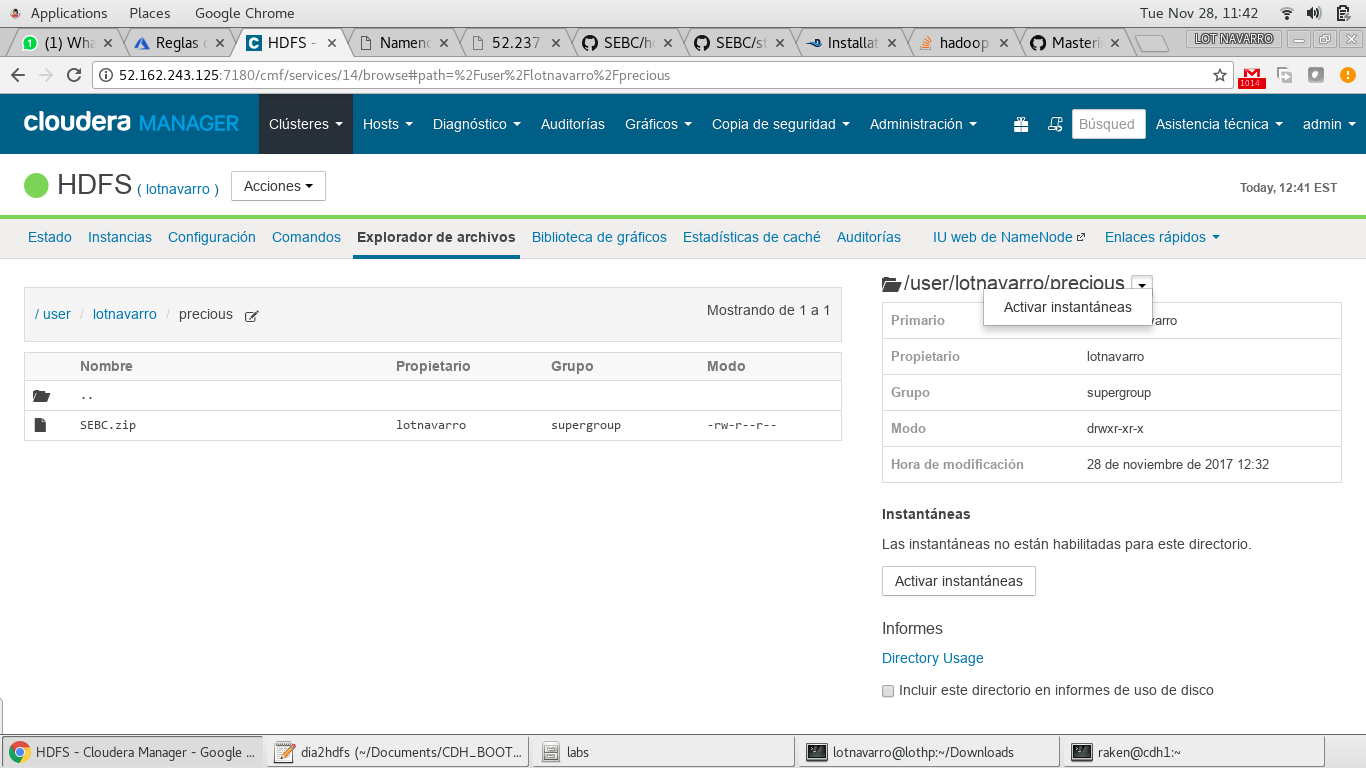 Applications Places Google Chrome Tue Nov 28, 11:42
(1) Wha Reglas HDFS - Namen 52.237. SEBC/h SEBC/s Installat hadoop Masterin LOT NAVARRO
52.162.243.125:7180/cmf/services/14/browse#path=%2Fuser%2Flotnavarro%2Fprecious 1014
cloudera MANAGER Clústeres Hosts Diagnóstico Auditorías Gráficos Copia de seguridad Administración Búsqued Asistencia técnica admin
HDFS ( lotnavarro ) Acciones Today, 12:41 EST
Estado Instancias Configuración Comandos Explorador de archivos Biblioteca de gráficos Estadísticas de caché Auditorías IU web de NameNode Enlaces rápidos
/ user / lotnavarro / precious Mostrando de 1 a 1
Nombre Propietario Grupo Modo
..
SEBC.zip lotnavarro supergroup -rw-r--r--
/user/lotnavarro/precious
Activar instantáneas
Primario varro
Propietario lotnavarro
Grupo supergroup
Modo drwxr-xr-x
Hora de modificación 28 de noviembre de 2017 12:32
Instantáneas
Las instantáneas no están habilitadas para este directorio.
Activar instantáneas
Informes
Directory Usage
Incluir este directorio en informes de uso de disco
HDFS - Cloudera Manager - Google ... dia2hdfs (~/Documents/CDH_BOOT... labs lotnavarro@lothp:~/Downloads raken@cdh1:~